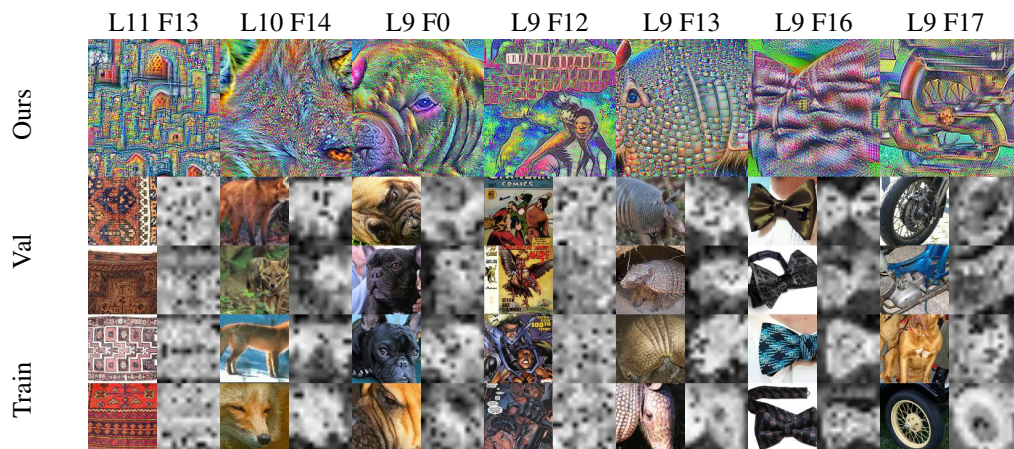 L11 F13 L10 F14 L9 F0 L9 F12 L9 F13 L9 F16 L9 F17
Ours
Val
COMICS
Train